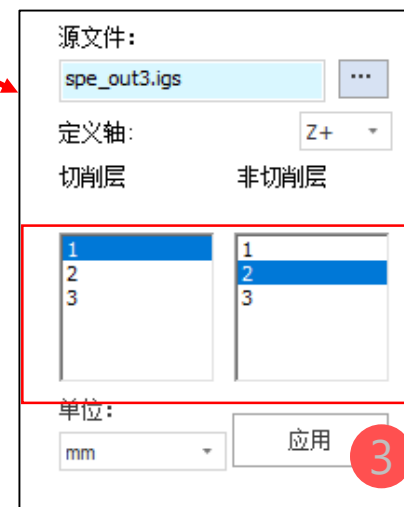 源文件：
spe_out3.igs ...
定义轴: Z+
切削层 非切削层
1 1
2 2
3 3
单位：
mm 应用 3